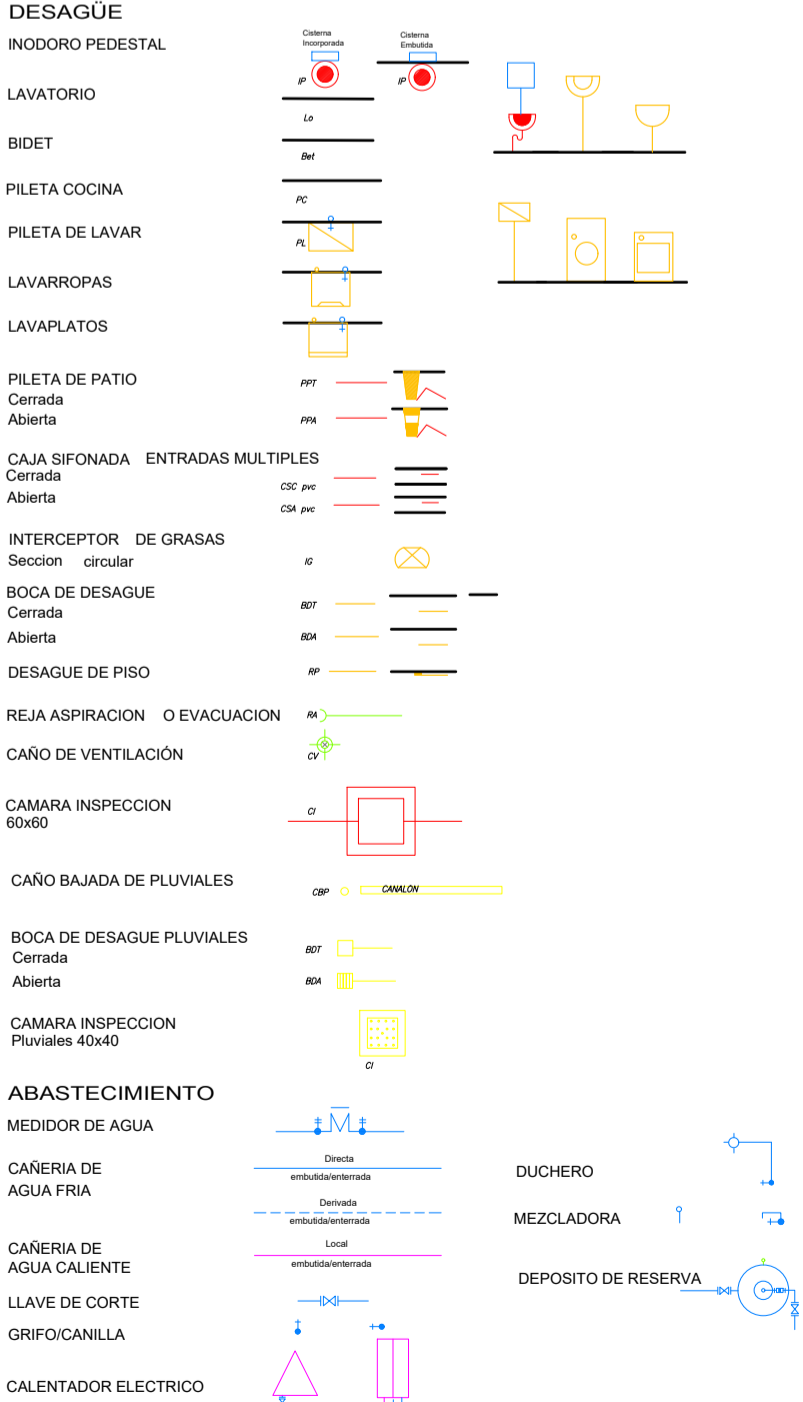 DESAGÜE
INODORO PEDESTAL
Cisterna
Incorporada
Cisterna
Embutida
IP
IP
LAVATORIO
Lo
BIDET
Bet
PILETA COCINA
PC
PILETA DE LAVAR
PL
LAVARROPAS
LAVAPLATOS
PILETA DE PATIO
Cerrada
PPT
Abierta
PPA
CAJA SIFONADA ENTRADAS MULTIPLES
Cerrada
CSC pvc
Abierta
CSA pvc
INTERCEPTOR DE GRASAS
Seccion circular
IG
BOCA DE DESAGUE
Cerrada
BDT
Abierta
BDA
DESAGUE DE PISO
RP
REJA ASPIRACION O EVACUACION
RA
CAÑO DE VENTILACIÓN
CV
CAMARA INSPECCION
60x60
CI
CAÑO BAJADA DE PLUVIALES
CBP
CANALÓN
BOCA DE DESAGUE PLUVIALES
Cerrada
BDT
Abierta
BDA
CAMARA INSPECCION
Pluviales 40x40
CI
ABASTECIMIENTO
MEDIDOR DE AGUA
CAÑERIA DE
AGUA FRIA
Directa
embutida/enterrada
Derivada
embutida/enterrada
CAÑERIA DE
AGUA CALIENTE
Local
embutida/enterrada
LLAVE DE CORTE
GRIFO/CANILLA
CALENTADOR ELECTRICO
DUCHERO
MEZCLADORA
DEPOSITO DE RESERVA